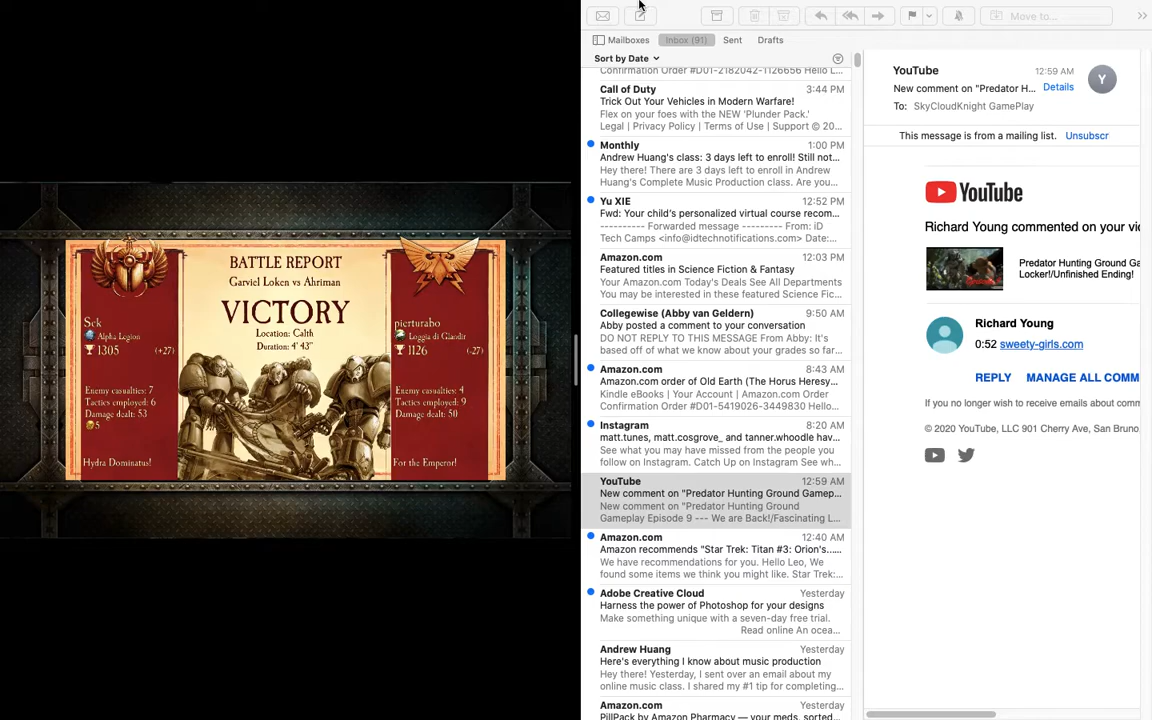 BATTLE REPORT
Garviel Loken vs Ahriman
VICTORY
Location: Calth
Duration: 4' 43"
Sck
Alpha Legion
1305 (+27)
Enemy casualties: 7
Tactics employed: 6
Damage dealt: 53
5
Hydra Dominatus!
pierturabo
Loggia di Giandir
1126 (-27)
Enemy casualties: 4
Tactics employed: 9
Damage dealt: 50
For the Emperor!
Move to...
Mailboxes
Inbox (91)
Sent
Drafts
Sort by Date
Confirmation Order #D01-2182042-1126656 Hello L...
Call of Duty 3:44 PM
Trick Out Your Vehicles in Modern Warfare!
Flex on your foes with the NEW 'Plunder Pack.'
Legal | Privacy Policy | Terms of Use | Support © 20...
Monthly 1:00 PM
Andrew Huang's class: 3 days left to enroll! Still not...
Hey there! There are 3 days left to enroll in Andrew
Huang's Complete Music Production class. Are you...
Yu XIE 12:52 PM
Fwd: Your child's personalized virtual course recom...
---------- Forwarded message --------- From: iD
Tech Camps <info@idtechnotifications.com> Date:...
Amazon.com 12:03 PM
Featured titles in Science Fiction & Fantasy
Your Amazon.com Today's Deals See All Departments
You may be interested in these featured Science Fic...
Collegewise (Abby van Geldern) 9:50 AM
Abby posted a comment to your conversation
DO NOT REPLY TO THIS MESSAGE From Abby: It's
based off of what we know about your grades so far...
Amazon.com 8:43 AM
Amazon.com order of Old Earth (The Horus Heresy...
Kindle eBooks | Your Account | Amazon.com Order
Confirmation Order #D01-5419026-3449830 Hello...
Instagram 8:20 AM
matt.tunes, matt.cosgrove_ and tanner.whoodle hav...
See what you may have missed from the people you
follow on Instagram. Catch Up on Instagram See wh...
YouTube 12:59 AM
New comment on "Predator Hunting Ground Gamep...
New comment on "Predator Hunting Ground
Gameplay Episode 9 --- We are Back!/Fascinating L...
Amazon.com 12:40 AM
Amazon recommends "Star Trek: Titan #3: Orion's...…
We have recommendations for you. Hello Leo, We
found some items we think you might like. Star Trek:...
Adobe Creative Cloud Yesterday
Harness the power of Photoshop for your designs
Make something unique with a seven-day free trial.
Read online An ocea...
Andrew Huang Yesterday
Here's everything I know about music production
Hey there! Yesterday, I sent over an email about my
online music class. I shared my #1 tip for completing...
Amazon.com Yesterday
PillPack by Amazon Pharmacy — your meds, sorted...
YouTube 12:59 AM
New comment on "Predator H... Details
To: SkyCloudKnight GamePlay
Y
This message is from a mailing list. Unsubscr
YouTube
Richard Young commented on your vi
Predator Hunting Ground Ga
Locker!/Unfinished Ending!
Richard Young
0:52 sweety-girls.com
REPLY MANAGE ALL COMM
If you no longer wish to receive emails about comm
© 2020 YouTube, LLC 901 Cherry Ave, San Bruno